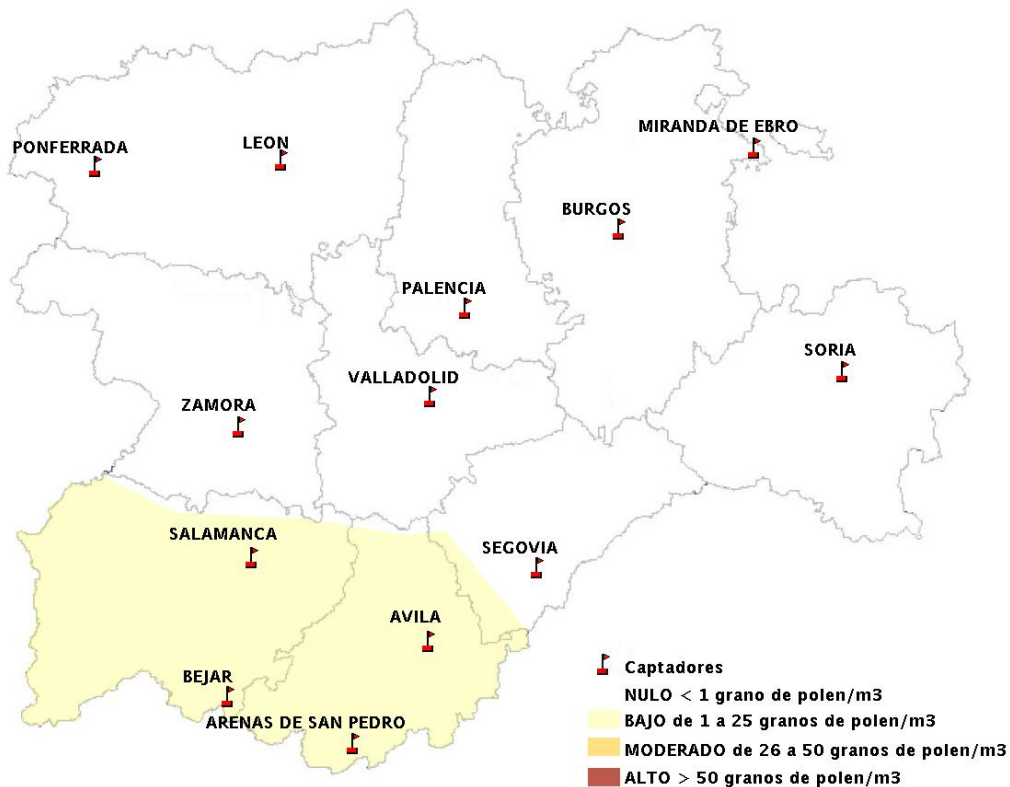 MIRANDA DE EBRO
PONFERRADA
LEON
BURGOS
PALENCIA
SORIA
VALLADOLID
ZAMORA
SALAMANCA
SEGOVIA
AVILA
BEJAR
ARENAS DE SAN PEDRO
Captadores
NULO < 1 grano de polen/m3
BAJO de 1 a 25 granos de polen/m3
MODERADO de 26 a 50 granos de polen/m3
ALTO > 50 granos de polen/m3